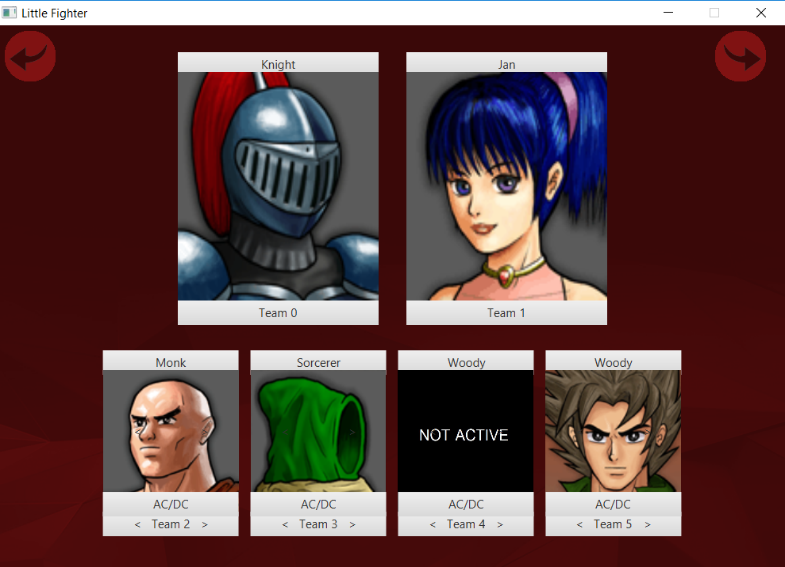 Little Fighter
Knight
Jan
Team 0
Team 1
Monk
Sorcerer
Woody
Woody
NOT ACTIVE
AC/DC
AC/DC
AC/DC
AC/DC
< Team 2 >
< Team 3 >
< Team 4 >
< Team 5 >